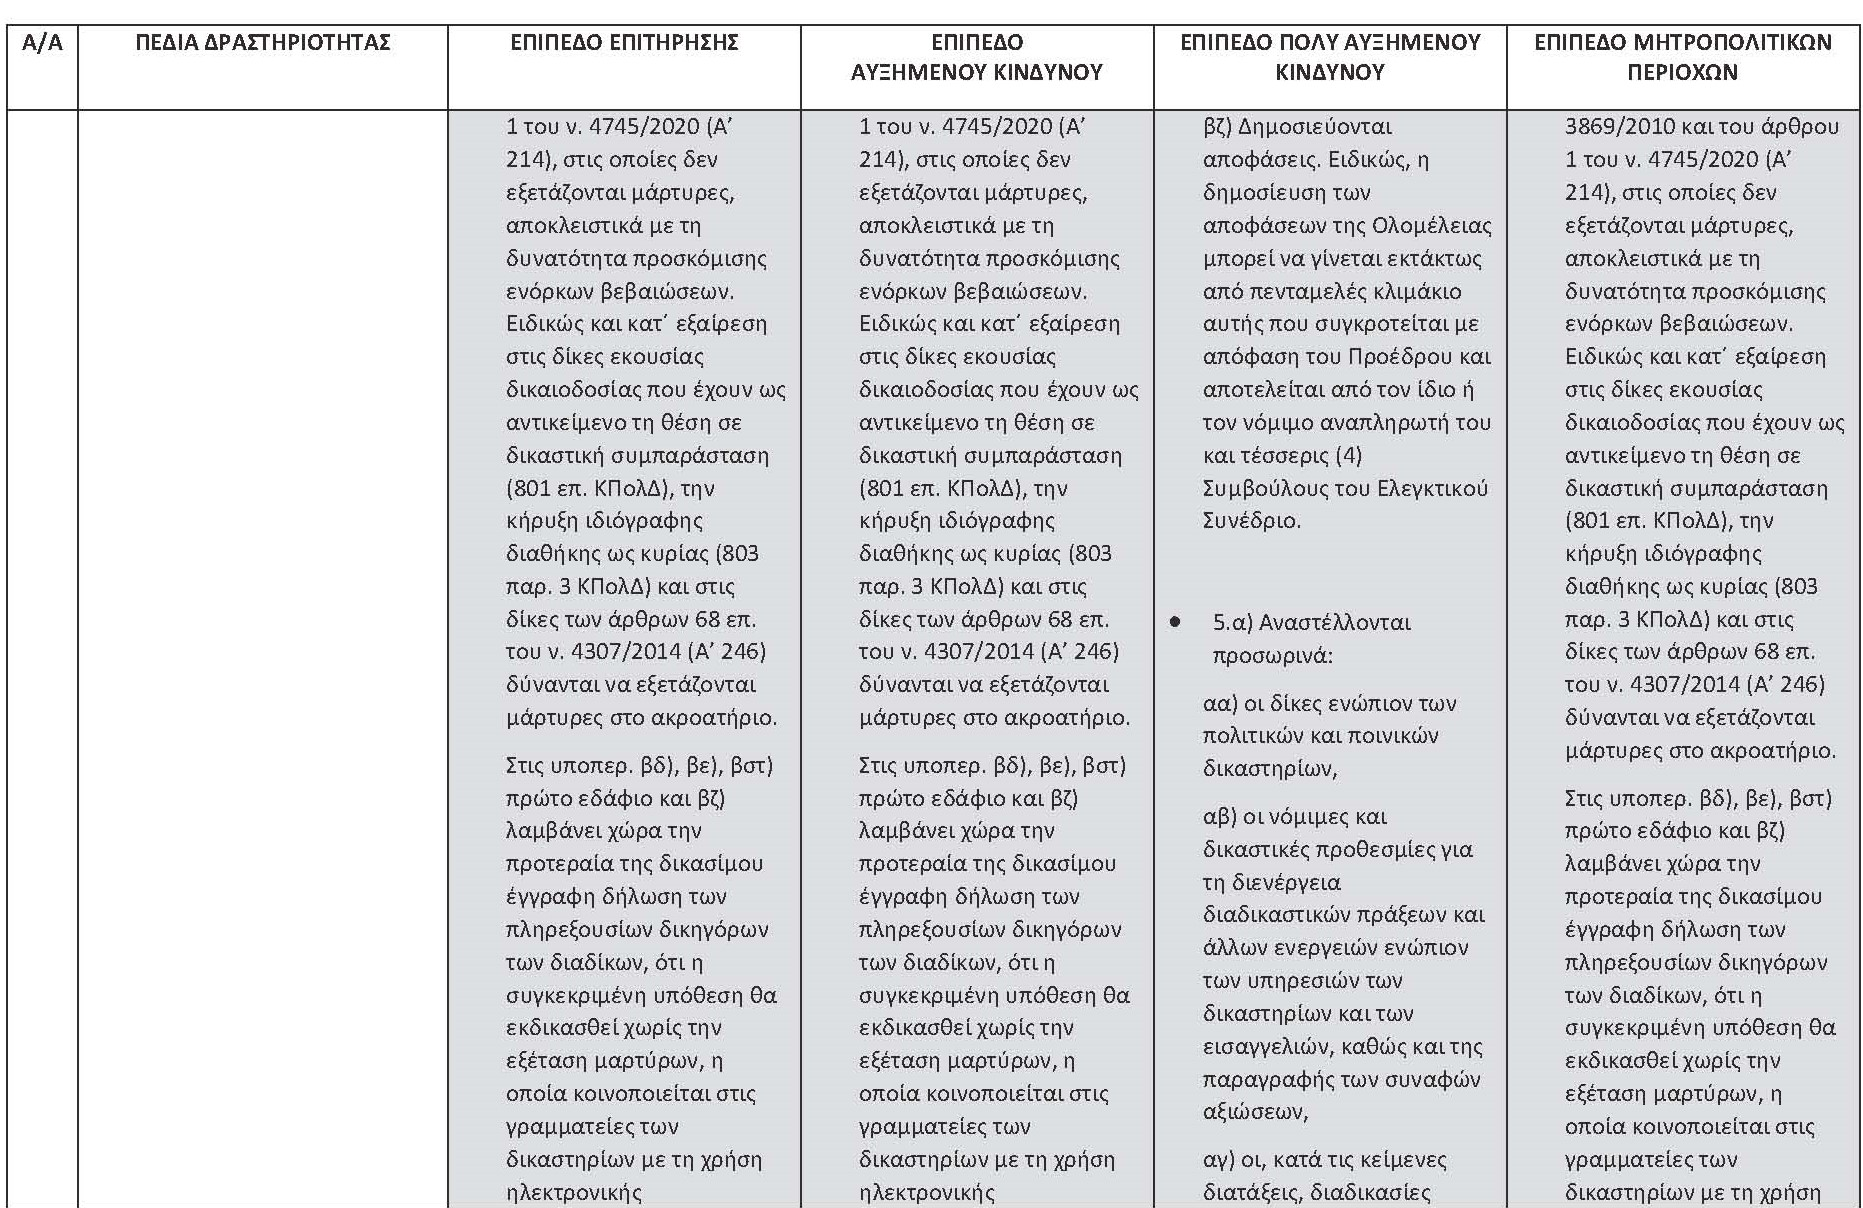 Α/Α
ΠΕΔΙΑ ΔΡΑΣΤΗΡΙΟΤΗΤΑΣ
ΕΠΙΠΕΔΟ ΕΠΙΤΗΡΗΣΗΣ
ΕΠΙΠΕΔΟ
ΑΥΞΗΜΕΝΟΥ ΚΙΝΔΥΝΟΥ
ΕΠΙΠΕΔΟ ΠΟΛΥ ΑΥΞΗΜΕΝΟΥ
ΚΙΝΔΥΝΟΥ
ΕΠΙΠΕΔΟ ΜΗΤΡΟΠΟΛΙΤΙΚΩΝ
ΠΕΡΙΟΧΩΝ
1 του ν. 4745/2020 (Α’
214), στις οποίες δεν
εξετάζονται μάρτυρες,
αποκλειστικά με τη
δυνατότητα προσκόμισης
ενόρκων βεβαιώσεων.
Ειδικώς και κατ΄ εξαίρεση
στις δίκες εκουσίας
δικαιοδοσίας που έχουν ως
αντικείμενο τη θέση σε
δικαστική συμπαράσταση
(801 επ. ΚΠολΔ), την
κήρυξη ιδιόγραφης
διαθήκης ως κυρίας (803
παρ. 3 ΚΠολΔ) και στις
δίκες των άρθρων 68 επ.
του ν. 4307/2014 (Α’ 246)
δύνανται να εξετάζονται
μάρτυρες στο ακροατήριο.
Στις υποπερ. βδ), βε), βστ)
πρώτο εδάφιο και βζ)
λαμβάνει χώρα την
προτεραία της δικασίμου
έγγραφη δήλωση των
πληρεξουσίων δικηγόρων
των διαδίκων, ότι η
συγκεκριμένη υπόθεση θα
εκδικασθεί χωρίς την
εξέταση μαρτύρων, η
οποία κοινοποιείται στις
γραμματείες των
δικαστηρίων με τη χρήση
ηλεκτρονικής
1 του ν. 4745/2020 (Α’
214), στις οποίες δεν
εξετάζονται μάρτυρες,
αποκλειστικά με τη
δυνατότητα προσκόμισης
ενόρκων βεβαιώσεων.
Ειδικώς και κατ΄ εξαίρεση
στις δίκες εκουσίας
δικαιοδοσίας που έχουν ως
αντικείμενο τη θέση σε
δικαστική συμπαράσταση
(801 επ. ΚΠολΔ), την
κήρυξη ιδιόγραφης
διαθήκης ως κυρίας (803
παρ. 3 ΚΠολΔ) και στις
δίκες των άρθρων 68 επ.
του ν. 4307/2014 (Α’ 246)
δύνανται να εξετάζονται
μάρτυρες στο ακροατήριο.
Στις υποπερ. βδ), βε), βστ)
πρώτο εδάφιο και βζ)
λαμβάνει χώρα την
προτεραία της δικασίμου
έγγραφη δήλωση των
πληρεξουσίων δικηγόρων
των διαδίκων, ότι η
συγκεκριμένη υπόθεση θα
εκδικασθεί χωρίς την
εξέταση μαρτύρων, η
οποία κοινοποιείται στις
γραμματείες των
δικαστηρίων με τη χρήση
ηλεκτρονικής
βζ) Δημοσιεύονται
αποφάσεις. Ειδικώς, η
δημοσίευση των
αποφάσεων της Ολομέλειας
μπορεί να γίνεται εκτάκτως
από πενταμελές κλιμάκιο
αυτής που συγκροτείται με
απόφαση του Προέδρου και
αποτελείται από τον ίδιο ή
τον νόμιμο αναπληρωτή του
και τέσσερις (4)
Συμβούλους του Ελεγκτικού
Συνέδριο.
• 5.α) Αναστέλλονται
προσωρινά:
αα) οι δίκες ενώπιον των
πολιτικών και ποινικών
δικαστηρίων,
αβ) οι νόμιμες και
δικαστικές προθεσμίες για
τη διενέργεια
διαδικαστικών πράξεων και
άλλων ενεργειών ενώπιον
των υπηρεσιών των
δικαστηρίων και των
εισαγγελιών, καθώς και της
παραγραφής των συναφών
αξιώσεων,
αγ) οι, κατά τις κείμενες
διατάξεις, διαδικασίες
3869/2010 και του άρθρου
1 του ν. 4745/2020 (Α’
214), στις οποίες δεν
εξετάζονται μάρτυρες,
αποκλειστικά με τη
δυνατότητα προσκόμισης
ενόρκων βεβαιώσεων.
Ειδικώς και κατ΄ εξαίρεση
στις δίκες εκουσίας
δικαιοδοσίας που έχουν ως
αντικείμενο τη θέση σε
δικαστική συμπαράσταση
(801 επ. ΚΠολΔ), την
κήρυξη ιδιόγραφης
διαθήκης ως κυρίας (803
παρ. 3 ΚΠολΔ) και στις
δίκες των άρθρων 68 επ.
του ν. 4307/2014 (Α’ 246)
δύνανται να εξετάζονται
μάρτυρες στο ακροατήριο.
Στις υποπερ. βδ), βε), βστ)
πρώτο εδάφιο και βζ)
λαμβάνει χώρα την
προτεραία της δικασίμου
έγγραφη δήλωση των
πληρεξουσίων δικηγόρων
των διαδίκων, ότι η
συγκεκριμένη υπόθεση θα
εκδικασθεί χωρίς την
εξέταση μαρτύρων, η
οποία κοινοποιείται στις
γραμματείες των
δικαστηρίων με τη χρήση